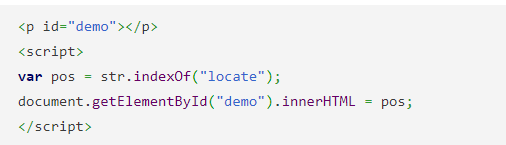 <p id="demo"></p>
<script>
var pos = str.indexOf("locate");
document.getElementById("demo").innerHTML = pos;
</script>